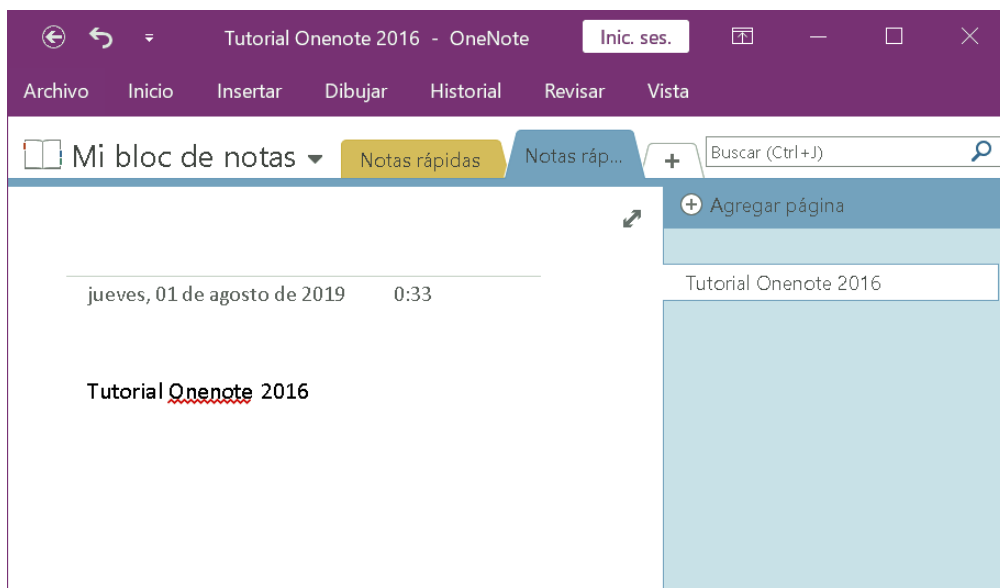 Tutorial Onenote 2016 - OneNote Inic. ses.
Archivo Inicio Insertar Dibujar Historial Revisar Vista
Mi bloc de notas Notas rápidas Notas ráp... + Buscar (Ctrl+J)
Agregar página
Tutorial Onenote 2016
jueves, 01 de agosto de 2019 0:33
Tutorial Onenote 2016